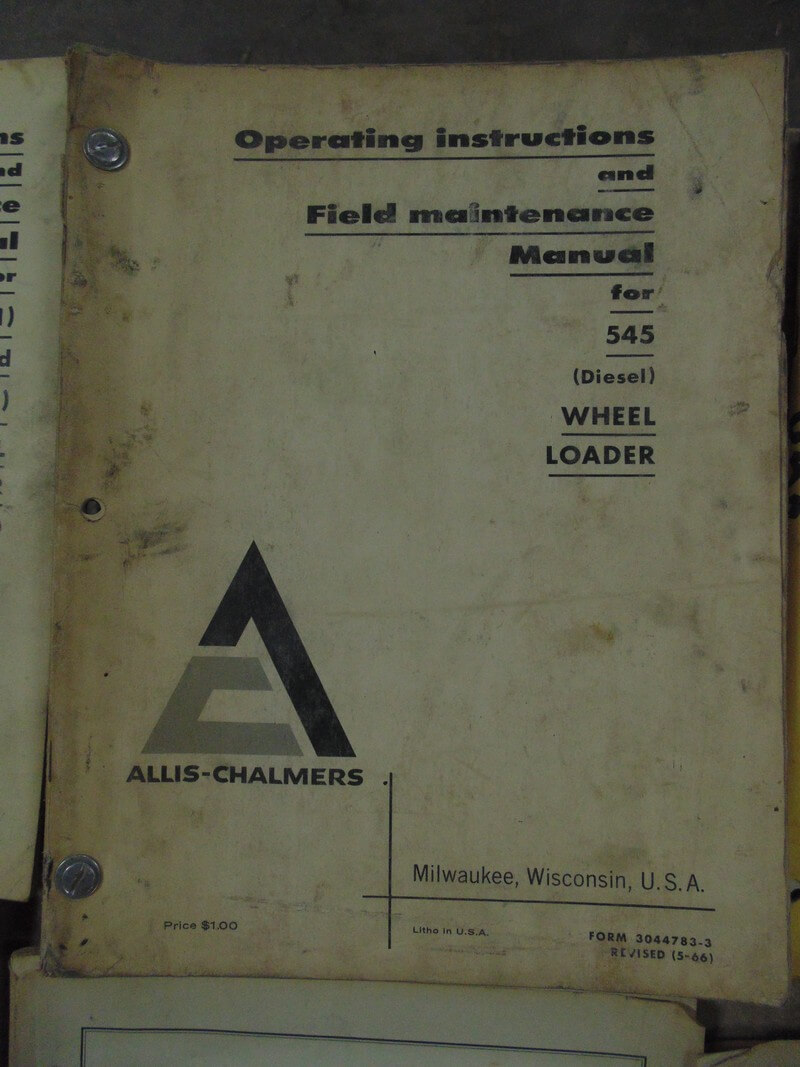 Operating instructions
and
Field maintenance
Manual
for
545
(Diesel)
WHEEL
LOADER
ALLIS-CHALMERS
Milwaukee, Wisconsin, U.S.A.
Price $1.00
Litho in U.S.A.
FORM 3044783-3
REVISED (5-66)